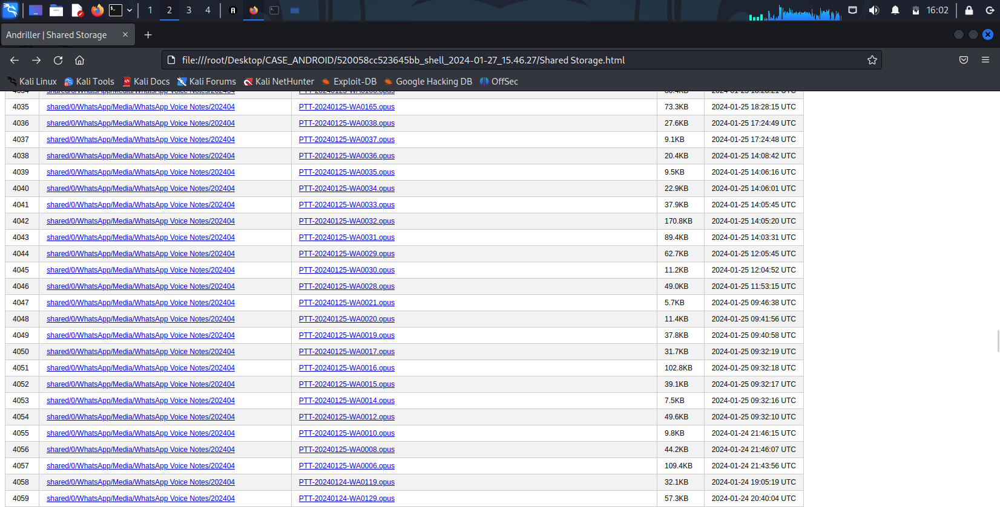 1 2 3 4 16:02
Andriller | Shared Storage
file:///root/Desktop/CASE_ANDROID/520058cc523645bb_shell_2024-01-27_15.46.27/Shared Storage.html
Kali Linux Kali Tools Kali Docs Kali Forums Kali NetHunter Exploit-DB Google Hacking DB OffSec
4035 shared/0/WhatsApp/Media/WhatsApp Voice Notes/202404 PTT-20240125-WA0165.opus 73.3KB 2024-01-25 18:28:15 UTC
4036 shared/0/WhatsApp/Media/WhatsApp Voice Notes/202404 PTT-20240125-WA0038.opus 27.6KB 2024-01-25 17:24:49 UTC
4037 shared/0/WhatsApp/Media/WhatsApp Voice Notes/202404 PTT-20240125-WA0037.opus 9.1KB 2024-01-25 17:24:48 UTC
4038 shared/0/WhatsApp/Media/WhatsApp Voice Notes/202404 PTT-20240125-WA0036.opus 20.4KB 2024-01-25 14:08:42 UTC
4039 shared/0/WhatsApp/Media/WhatsApp Voice Notes/202404 PTT-20240125-WA0035.opus 9.5KB 2024-01-25 14:06:16 UTC
4040 shared/0/WhatsApp/Media/WhatsApp Voice Notes/202404 PTT-20240125-WA0034.opus 22.9KB 2024-01-25 14:06:01 UTC
4041 shared/0/WhatsApp/Media/WhatsApp Voice Notes/202404 PTT-20240125-WA0033.opus 37.9KB 2024-01-25 14:05:45 UTC
4042 shared/0/WhatsApp/Media/WhatsApp Voice Notes/202404 PTT-20240125-WA0032.opus 170.8KB 2024-01-25 14:05:20 UTC
4043 shared/0/WhatsApp/Media/WhatsApp Voice Notes/202404 PTT-20240125-WA0031.opus 89.4KB 2024-01-25 14:03:31 UTC
4044 shared/0/WhatsApp/Media/WhatsApp Voice Notes/202404 PTT-20240125-WA0029.opus 62.7KB 2024-01-25 12:05:45 UTC
4045 shared/0/WhatsApp/Media/WhatsApp Voice Notes/202404 PTT-20240125-WA0030.opus 11.2KB 2024-01-25 12:04:52 UTC
4046 shared/0/WhatsApp/Media/WhatsApp Voice Notes/202404 PTT-20240125-WA0028.opus 49.0KB 2024-01-25 11:53:15 UTC
4047 shared/0/WhatsApp/Media/WhatsApp Voice Notes/202404 PTT-20240125-WA0021.opus 5.7KB 2024-01-25 09:46:38 UTC
4048 shared/0/WhatsApp/Media/WhatsApp Voice Notes/202404 PTT-20240125-WA0020.opus 11.4KB 2024-01-25 09:41:56 UTC
4049 shared/0/WhatsApp/Media/WhatsApp Voice Notes/202404 PTT-20240125-WA0019.opus 37.8KB 2024-01-25 09:40:58 UTC
4050 shared/0/WhatsApp/Media/WhatsApp Voice Notes/202404 PTT-20240125-WA0017.opus 31.7KB 2024-01-25 09:32:19 UTC
4051 shared/0/WhatsApp/Media/WhatsApp Voice Notes/202404 PTT-20240125-WA0016.opus 102.8KB 2024-01-25 09:32:18 UTC
4052 shared/0/WhatsApp/Media/WhatsApp Voice Notes/202404 PTT-20240125-WA0015.opus 39.1KB 2024-01-25 09:32:17 UTC
4053 shared/0/WhatsApp/Media/WhatsApp Voice Notes/202404 PTT-20240125-WA0014.opus 7.5KB 2024-01-25 09:32:16 UTC
4054 shared/0/WhatsApp/Media/WhatsApp Voice Notes/202404 PTT-20240125-WA0012.opus 49.6KB 2024-01-25 09:32:10 UTC
4055 shared/0/WhatsApp/Media/WhatsApp Voice Notes/202404 PTT-20240125-WA0010.opus 9.8KB 2024-01-24 21:46:15 UTC
4056 shared/0/WhatsApp/Media/WhatsApp Voice Notes/202404 PTT-20240125-WA0008.opus 44.2KB 2024-01-24 21:46:07 UTC
4057 shared/0/WhatsApp/Media/WhatsApp Voice Notes/202404 PTT-20240125-WA0006.opus 109.4KB 2024-01-24 21:43:56 UTC
4058 shared/0/WhatsApp/Media/WhatsApp Voice Notes/202404 PTT-20240124-WA0119.opus 32.1KB 2024-01-24 19:05:19 UTC
4059 shared/0/WhatsApp/Media/WhatsApp Voice Notes/202404 PTT-20240124-WA0129.opus 57.3KB 2024-01-24 20:40:04 UTC